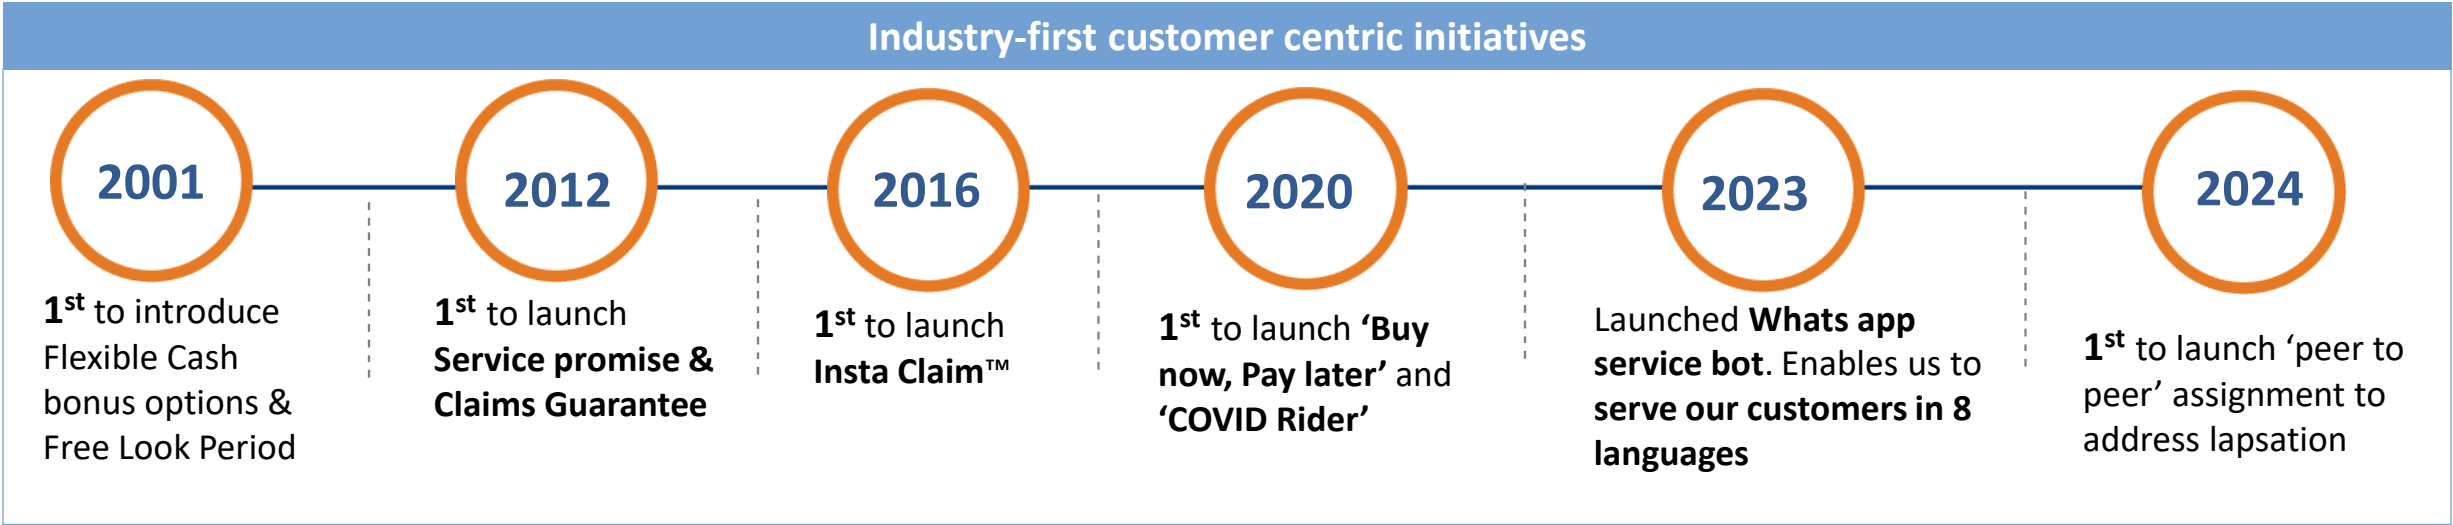 Industry-first customer centric initiatives
2001
2012
2016
2020
2023
2024
1st to introduce
Flexible Cash
bonus options &
Free Look Period
1st to launch
Service promise &
Claims Guarantee
1st to launch
Insta Claim™
1st to launch ‘Buy
now, Pay later’ and
‘COVID Rider’
Launched Whats app
service bot. Enables us to
serve our customers in 8
languages
1st to launch ‘peer to
peer’ assignment to
address lapsation